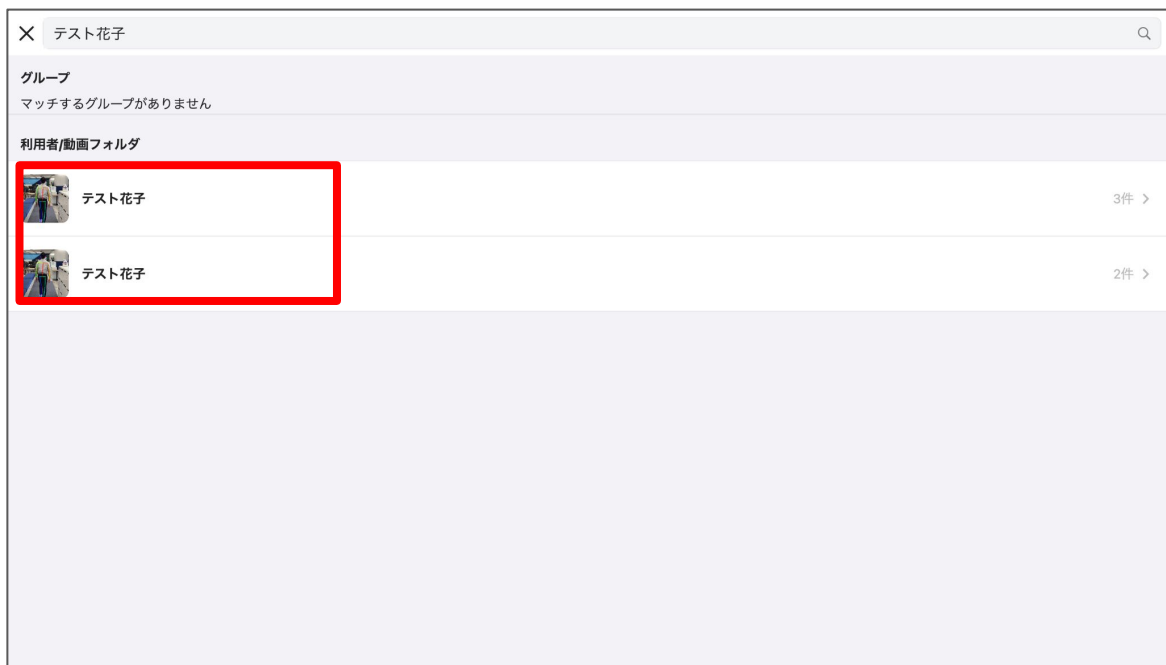 テスト花子
グループ
マッチするグループがありません
利用者/動画フォルダ
テスト花子 3件
テスト花子 2件